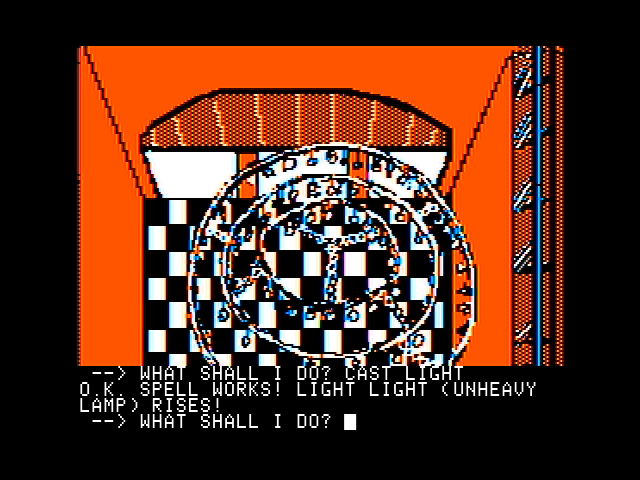 --> WHAT SHALL I DO? CAST LIGHT
O.K. SPELL WORKS! LIGHT LIGHT (UNHEAVY
LAMP) RISES!
--> WHAT SHALL I DO?